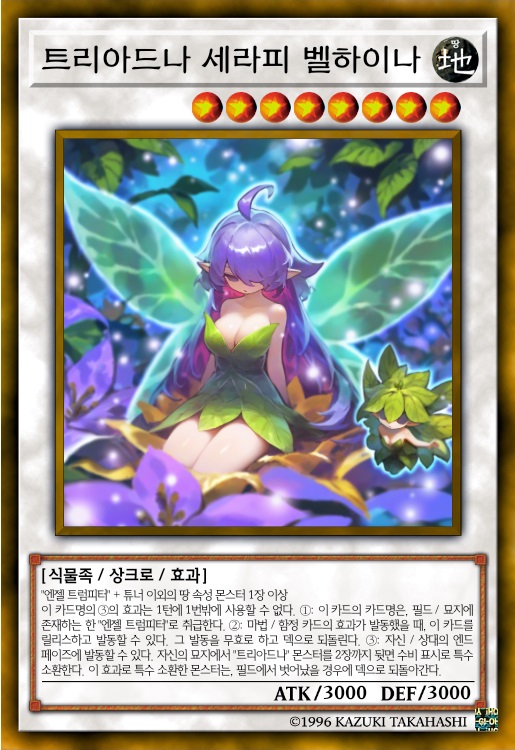 트리아드나 세라피 벨하이나
땅
地
[식물족 / 싱크로 / 효과]
"엔젤 트럼피터" + 튜너 이외의 땅 속성 몬스터 1장 이상
이 카드명의 ③의 효과는 1턴에 1번밖에 사용할 수 없다. ①: 이 카드의 카드명은, 필드 / 묘지에
존재하는 한 "엔젤 트럼피터"로 취급한다. ②: 마법 / 함정 카드의 효과가 발동했을 때, 이 카드를
릴리스하고 발동할 수 있다. 그 발동을 무효로 하고 덱으로 되돌린다. ③: 자신 / 상대의 엔드
페이즈에 발동할 수 있다. 자신의 묘지에서 "트리아드나" 몬스터를 2장까지 뒷면 수비 표시로 특수
소환한다. 이 효과로 특수 소환한 몬스터는, 필드에서 벗어났을 경우에 덱으로 되돌아간다.
ATK/3000 DEF/3000
©1996 KAZUKI TAKAHASHI